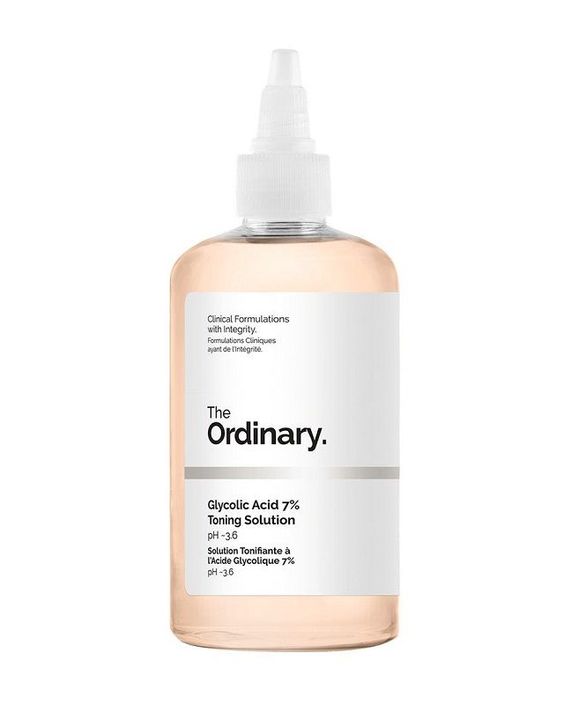 Clinical Formulations
with Integrity.
Formulations Cliniques
ayant de l'Intégrité.
The
Ordinary.
Glycolic Acid 7%
Toning Solution
pH ~3.6
Solution Tonifiante à
l'Acide Glycolique 7%
pH ~3.6